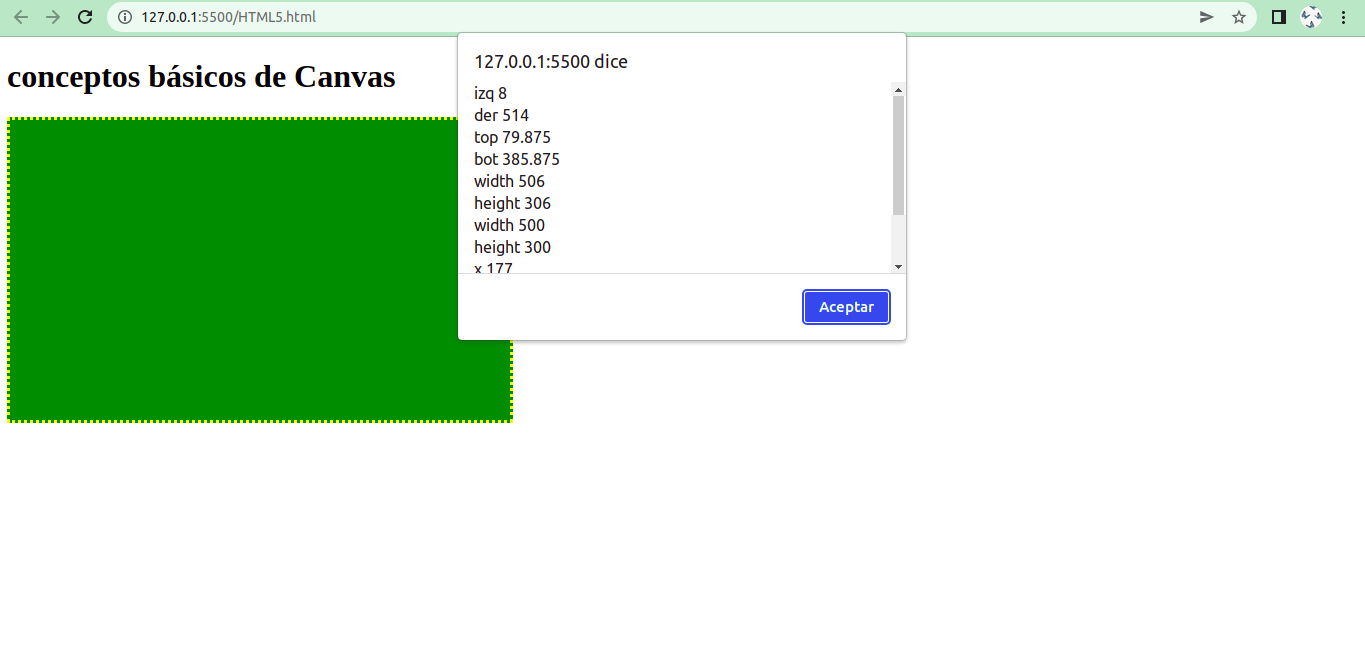 127.0.0.1:5500/HTML5.html
conceptos básicos de Canvas
127.0.0.1:5500 dice
izq 8
der 514
top 79.875
bot 385.875
width 506
height 306
width 500
height 300
x 177
Aceptar